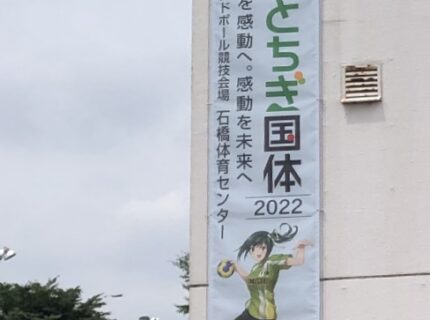 とちぎ国体
2022
を感動へ。感動を未来へ
ドボール競技会場 石橋体育センター